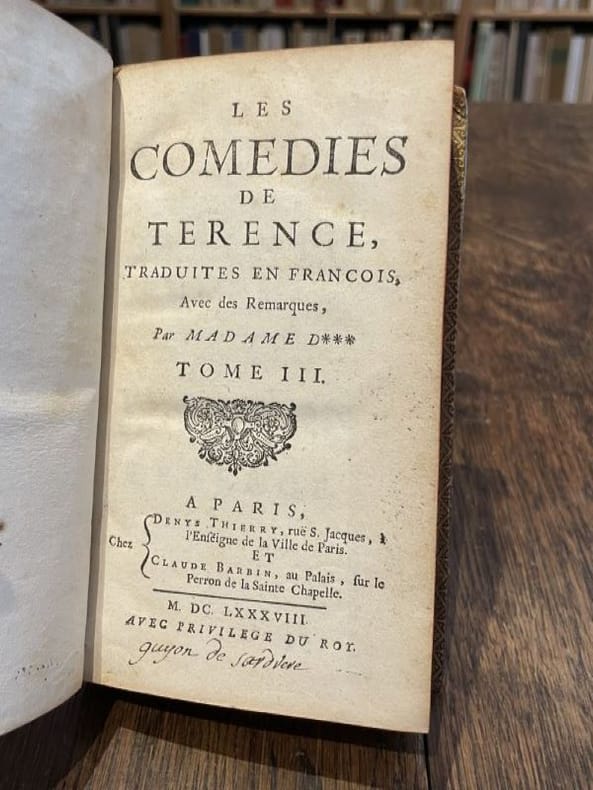 LES
COMEDIES
DE
TERENCE,
TRADUITES EN FRANCOIS,
Avec des Remarques,
Par MADAME D***
TOME III.
A PARIS,
Chez
DENYS THIERRY, ruë S. Jacques, à
l'Enſeigne de la Ville de Paris.
ET
CLAUDE BARBIN, au Palais, ſur le
Perron de la Sainte Chapelle.
M. DC. LXXXVIII.
AVEC PRIVILEGE DU ROY.
guyon de sardiere